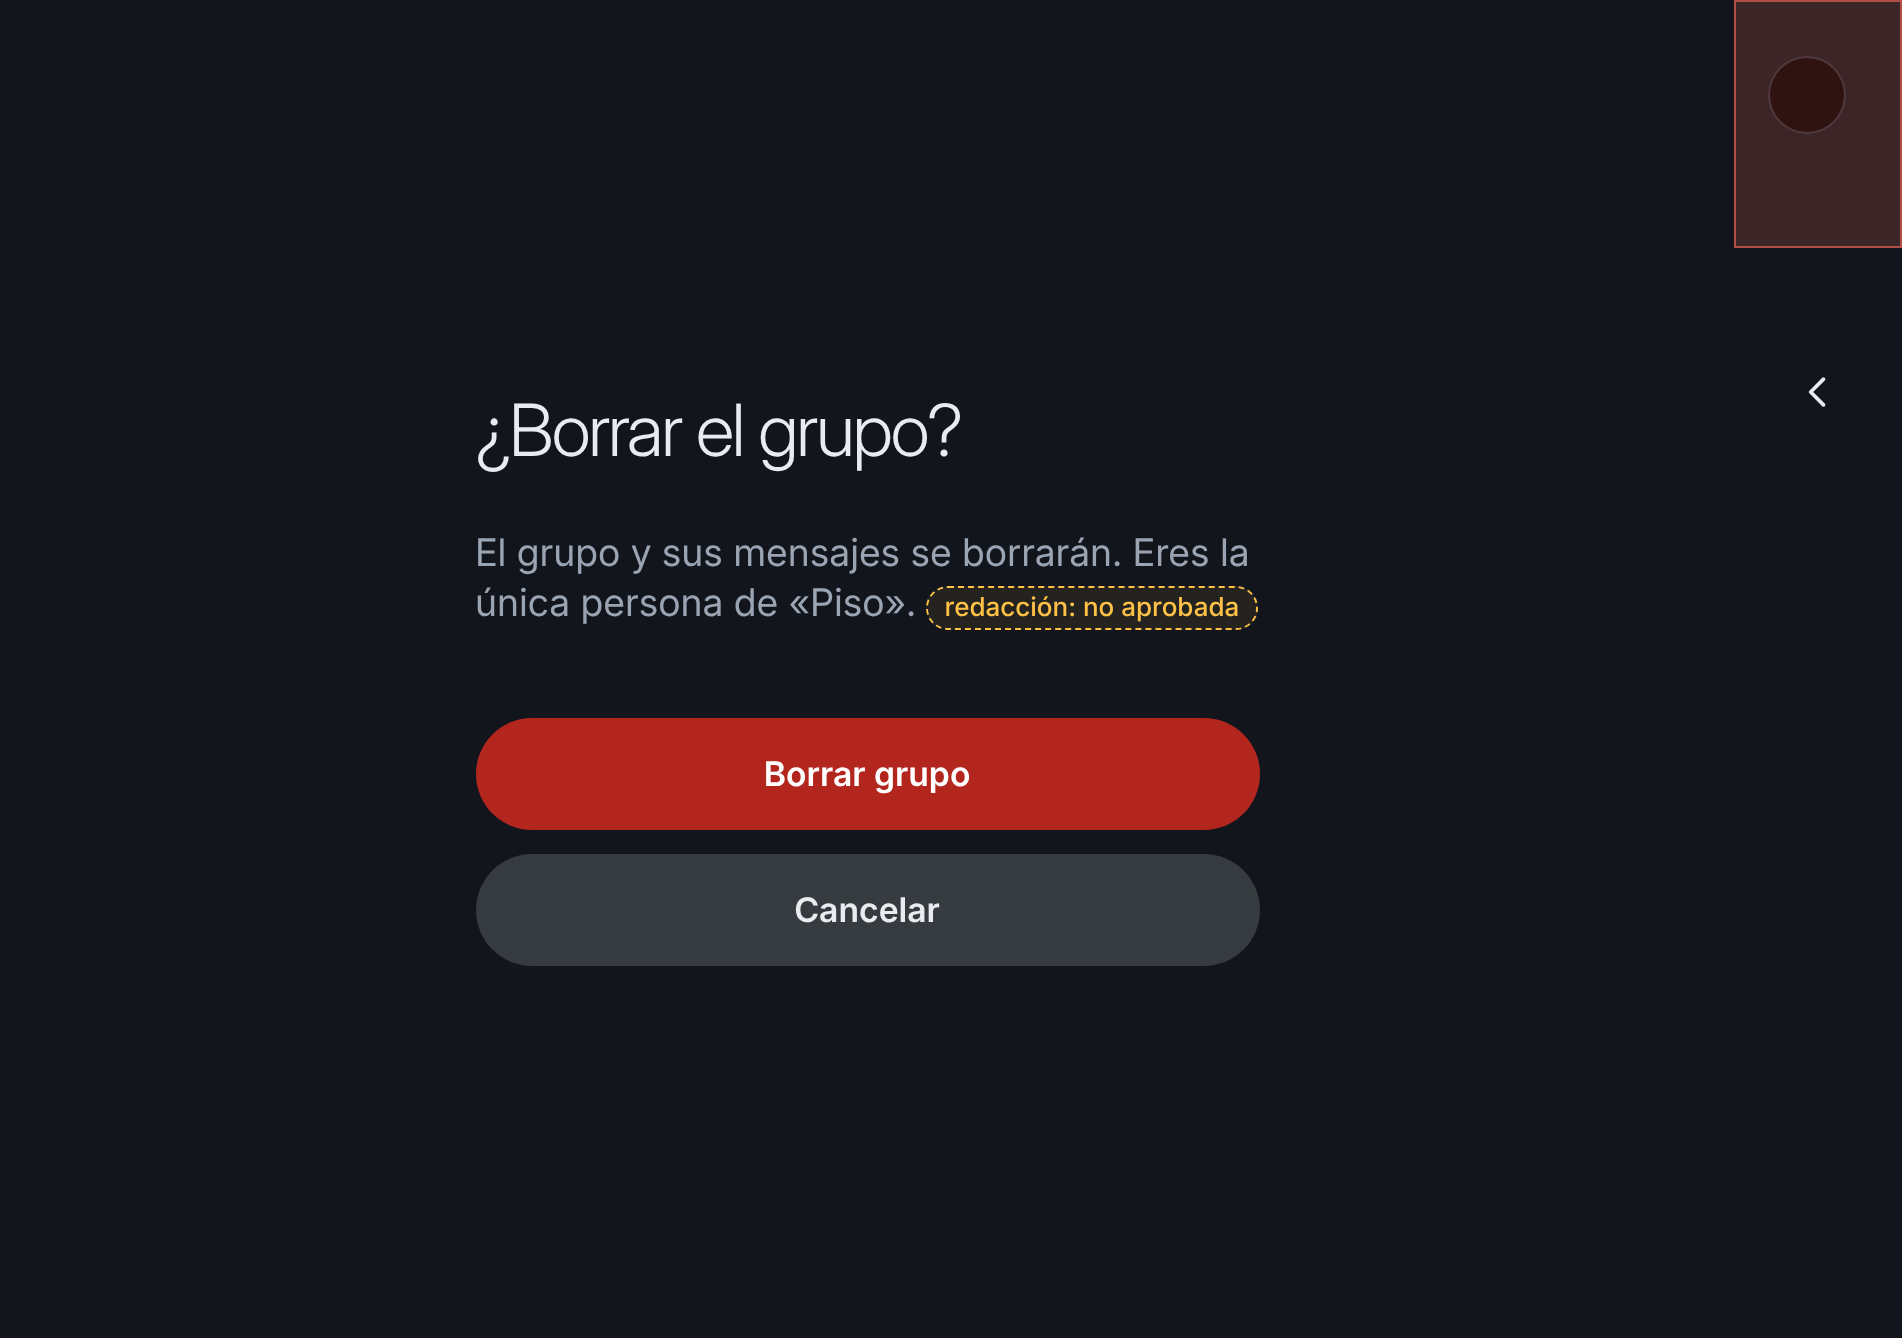 ¿Borrar el grupo?
El grupo y sus mensajes se borrarán. Eres la
única persona de «Piso». redacción: no aprobada
Borrar grupo
Cancelar